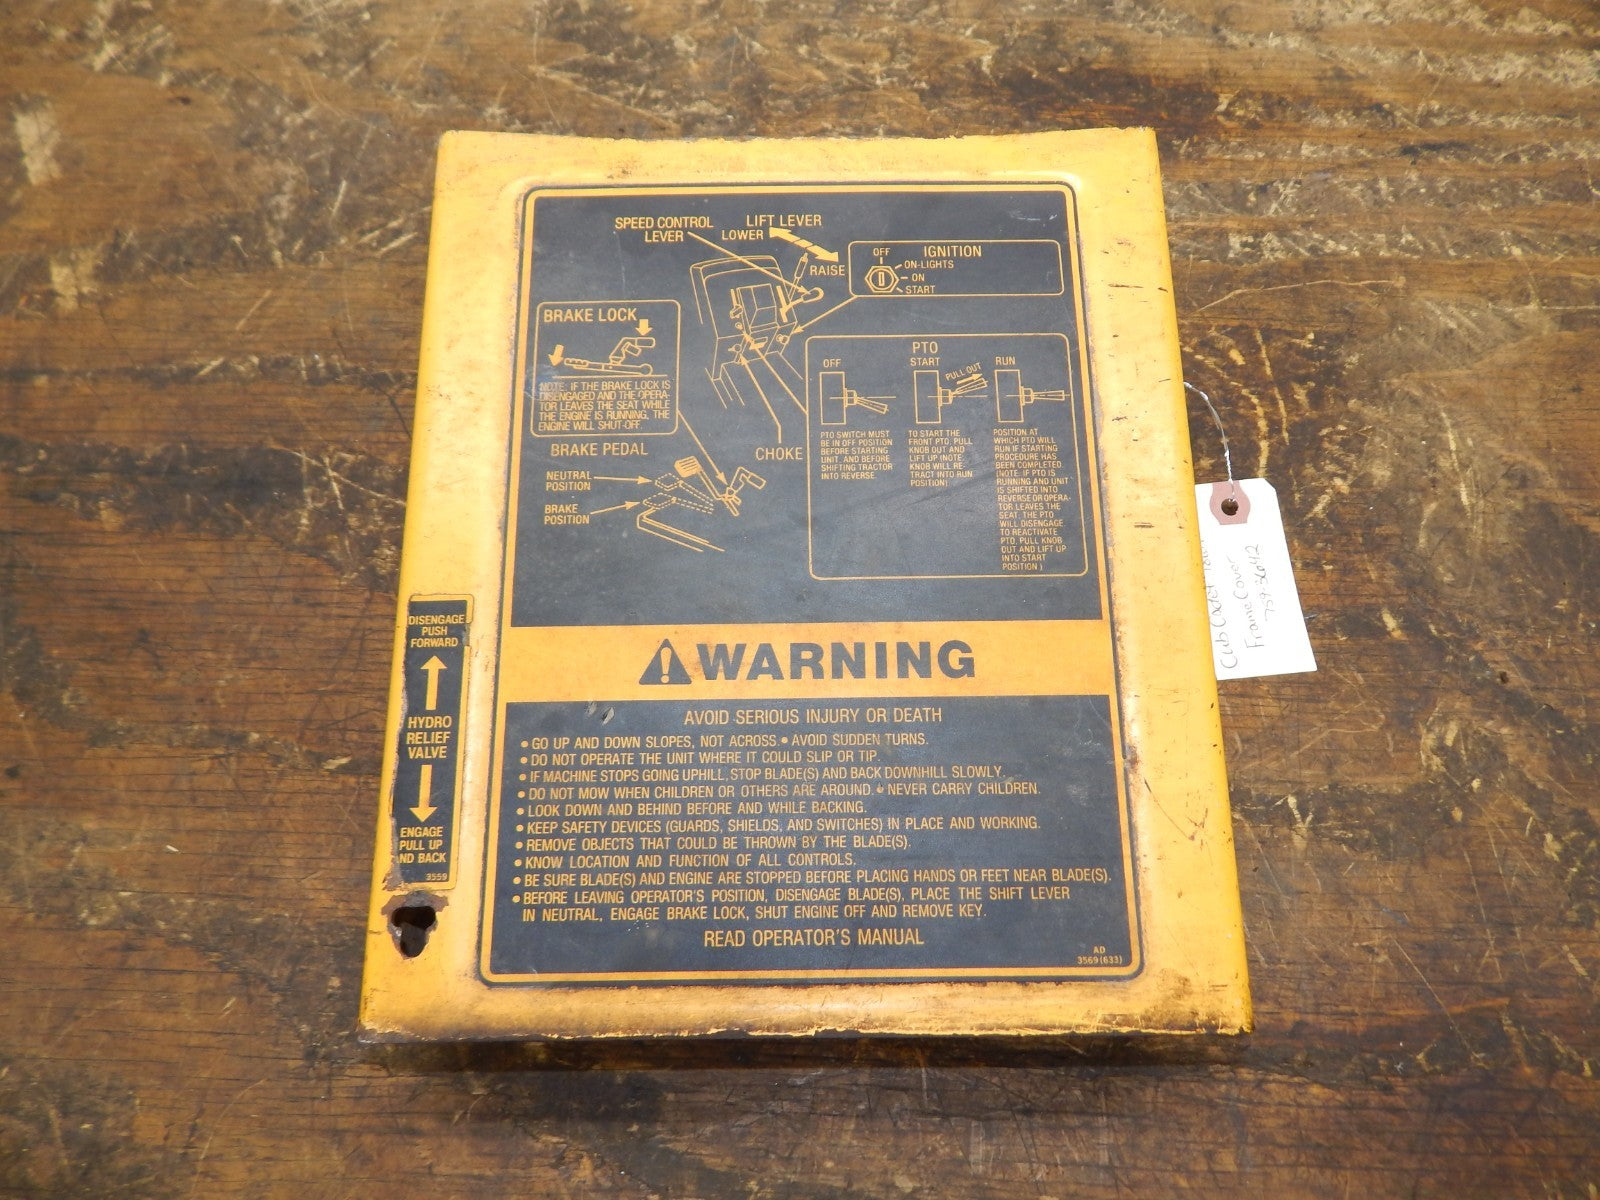 SPEED CONTROL
LEVER
LIFT LEVER
LOWER
RAISE
OFF
IGNITION
ON-LIGHTS
ON
START
BRAKE LOCK
NOTE: IF THE BRAKE LOCK IS
DISENGAGED AND THE OPERA-
TOR LEAVES THE SEAT WHILE
THE ENGINE IS RUNNING, THE
ENGINE WILL SHUT-OFF.
PTO
OFF
START
RUN
PULL OUT
PTO SWITCH MUST
BE IN OFF POSITION
BEFORE STARTING
UNIT, AND BEFORE
SHIFTING TRACTOR
INTO REVERSE.
TO START THE
FRONT PTO, PULL
KNOB OUT AND
LIFT UP (NOTE:
KNOB WILL RE-
TRACT INTO RUN
POSITION)
POSITION AT
WHICH PTO WILL
RUN IF STARTING
PROCEDURE HAS
BEEN COMPLETED.
(NOTE: IF PTO IS
RUNNING AND UNIT
IS SHIFTED INTO
REVERSE OR OPERA-
TOR LEAVES THE
SEAT, THE PTO
WILL DISENGAGE
TO REACTIVATE
PTO, PULL KNOB
OUT AND LIFT UP
INTO START
POSITION.)
CHOKE
BRAKE PEDAL
NEUTRAL
POSITION
BRAKE
POSITION
DISENGAGE
PUSH
FORWARD
HYDRO
RELIEF
VALVE
ENGAGE
PULL UP
AND BACK
3559
WARNING
AVOID SERIOUS INJURY OR DEATH
• GO UP AND DOWN SLOPES, NOT ACROSS. • AVOID SUDDEN TURNS.
• DO NOT OPERATE THE UNIT WHERE IT COULD SLIP OR TIP.
• IF MACHINE STOPS GOING UPHILL, STOP BLADE(S) AND BACK DOWNHILL SLOWLY.
• DO NOT MOW WHEN CHILDREN OR OTHERS ARE AROUND. • NEVER CARRY CHILDREN.
• LOOK DOWN AND BEHIND BEFORE AND WHILE BACKING.
• KEEP SAFETY DEVICES (GUARDS, SHIELDS, AND SWITCHES) IN PLACE AND WORKING.
• REMOVE OBJECTS THAT COULD BE THROWN BY THE BLADE(S).
• KNOW LOCATION AND FUNCTION OF ALL CONTROLS.
• BE SURE BLADE(S) AND ENGINE ARE STOPPED BEFORE PLACING HANDS OR FEET NEAR BLADE(S).
• BEFORE LEAVING OPERATOR'S POSITION, DISENGAGE BLADE(S), PLACE THE SHIFT LEVER
IN NEUTRAL, ENGAGE BRAKE LOCK, SHUT ENGINE OFF AND REMOVE KEY.
READ OPERATOR'S MANUAL
AD
3569 (633)
Cub Cadet
Frame Cover
759-3642